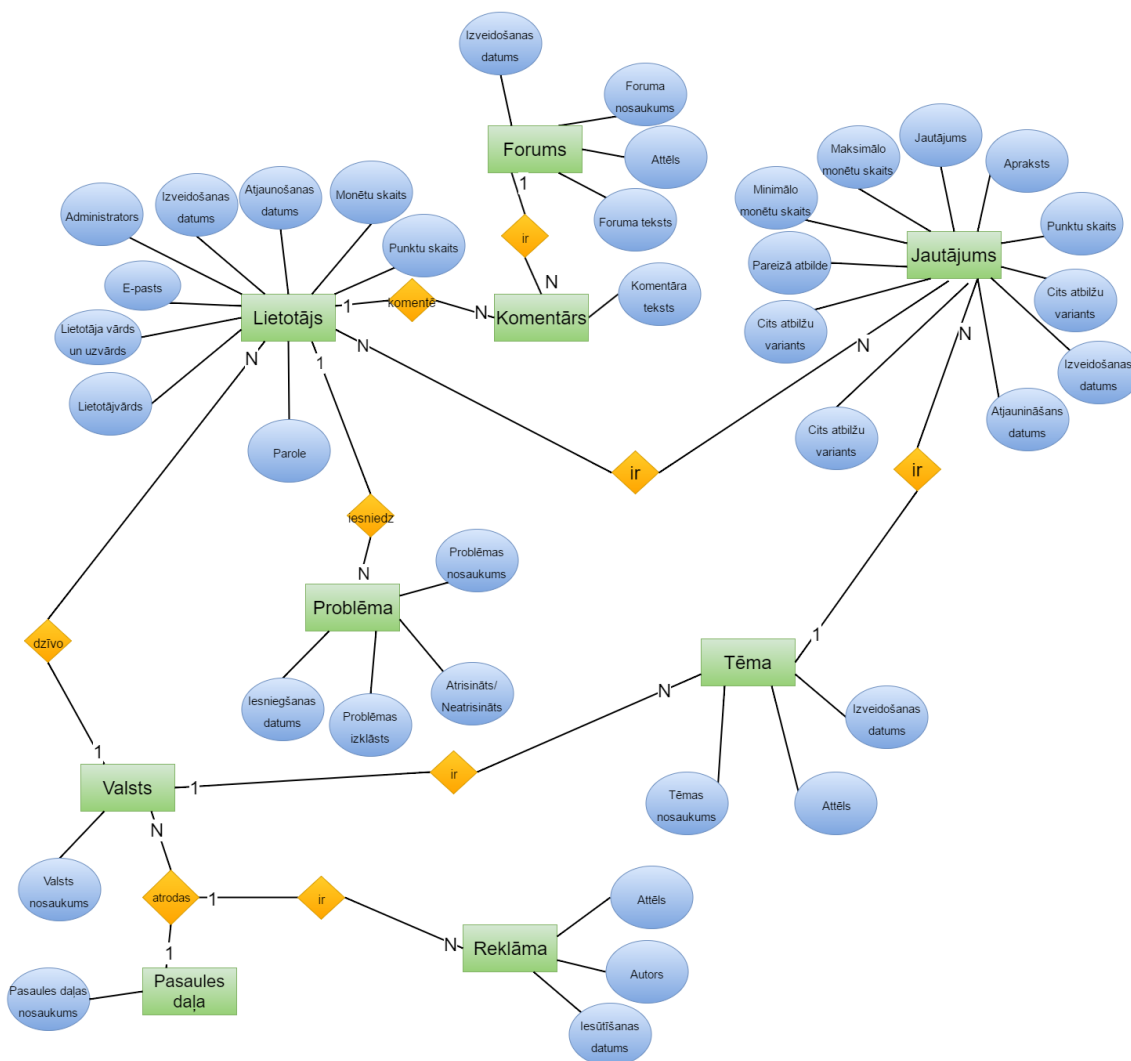 Izveidošanas
datums
Foruma
nosaukums
Forums
Attēls
Foruma teksts
1
ir
N
Maksimālo
monētu skaits
Jautājums
Apraksts
Minimālo
monētu skaits
Punktu skaits
Pareizā atbilde
Jautājums
Cits atbilžu
variants
Cits atbilžu
variants
Izveidošanas
datums
Cits atbilžu
variants
Atjaunināšans
datums
N
N
Administrators
Izveidošanas
datums
Atjaunošanas
datums
Monētu skaits
Punktu skaits
E-pasts
Lietotājs
1
komentē
N
Komentārs
Komentāra
teksts
Lietotāja vārds
un uzvārds
Lietotājvārds
Parole
N
1
N
ir
ir
iesniedz
N
Problēmas
nosaukums
Problēma
Iesniegšanas
datums
Problēmas
izklāsts
Atrisināts/
Neatrisināts
dzīvo
1
1
Tēma
N
Izveidošanas
datums
Tēmas
nosaukums
Attēls
Valsts
1
ir
N
Valsts
nosaukums
atrodas
1
ir
N
Reklāma
Attēls
Autors
Iesūtīšanas
datums
1
Pasaules
daļa
Pasaules daļas
nosaukums